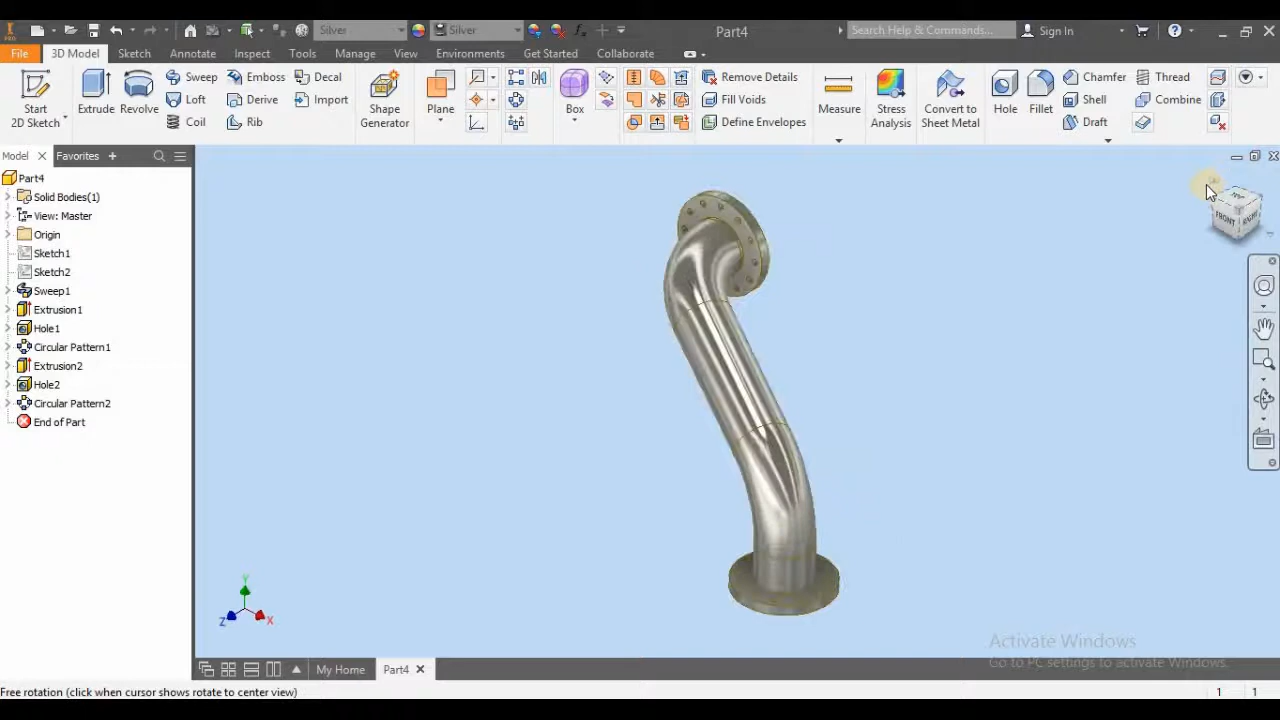 PRO
Silver
Silver
Part4
Search Help & Commands...
Sign In
File
3D Model
Sketch
Annotate
Inspect
Tools
Manage
View
Environments
Get Started
Collaborate
Start
2D Sketch
Extrude
Revolve
Sweep
Loft
Coil
Emboss
Derive
Rib
Decal
Import
Shape
Generator
Plane
Box
Remove Details
Fill Voids
Define Envelopes
Measure
Stress
Analysis
Convert to
Sheet Metal
Hole
Fillet
Chamfer
Shell
Draft
Thread
Combine
Model
Favorites
Part4
Solid Bodies(1)
View: Master
Origin
Sketch1
Sketch2
Sweep1
Extrusion1
Hole1
Circular Pattern1
Extrusion2
Hole2
Circular Pattern2
End of Part
TOP
FRONT
RIGHT
Y
Z
X
Activate Windows
Go to PC settings to activate Windows.
My Home
Part4
Free rotation (click when cursor shows rotate to center view)
1
1